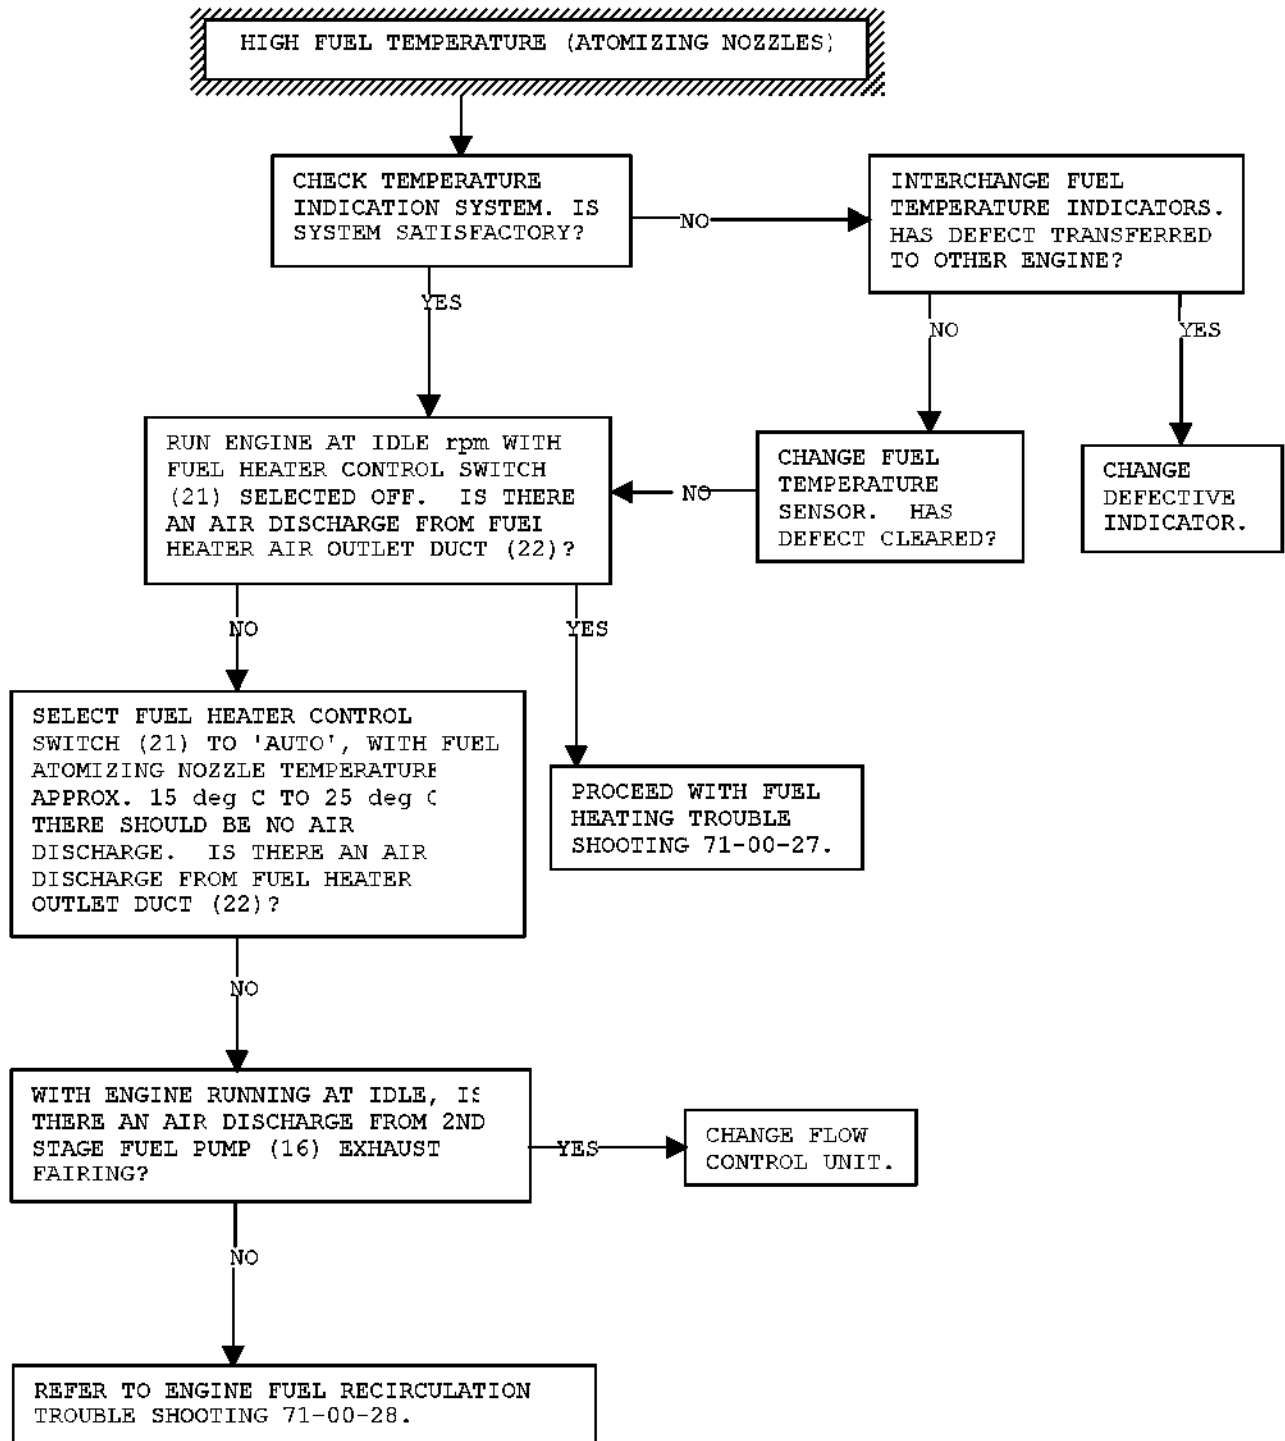 HIGH FUEL TEMPERATURE (ATOMIZING NOZZLES)
CHECK TEMPERATURE
INDICATION SYSTEM. IS
SYSTEM SATISFACTORY?
NO
INTERCHANGE FUEL
TEMPERATURE INDICATORS.
HAS DEFECT TRANSFERRED
TO OTHER ENGINE?
YES
NO
YES
RUN ENGINE AT IDLE rpm WITH
FUEL HEATER CONTROL SWITCH
(21) SELECTED OFF. IS THERE
AN AIR DISCHARGE FROM FUEL
HEATER AIR OUTLET DUCT (22)?
NO
CHANGE FUEL
TEMPERATURE
SENSOR. HAS
DEFECT CLEARED?
CHANGE
DEFECTIVE
INDICATOR.
NO
YES
SELECT FUEL HEATER CONTROL
SWITCH (21) TO 'AUTO', WITH FUEL
ATOMIZING NOZZLE TEMPERATURE
APPROX. 15 deg C TO 25 deg C
THERE SHOULD BE NO AIR
DISCHARGE. IS THERE AN AIR
DISCHARGE FROM FUEL HEATER
OUTLET DUCT (22)?
PROCEED WITH FUEL
HEATING TROUBLE
SHOOTING 71-00-27.
NO
WITH ENGINE RUNNING AT IDLE, IS
THERE AN AIR DISCHARGE FROM 2ND
STAGE FUEL PUMP (16) EXHAUST
FAIRING?
YES
CHANGE FLOW
CONTROL UNIT.
NO
REFER TO ENGINE FUEL RECIRCULATION
TROUBLE SHOOTING 71-00-28.